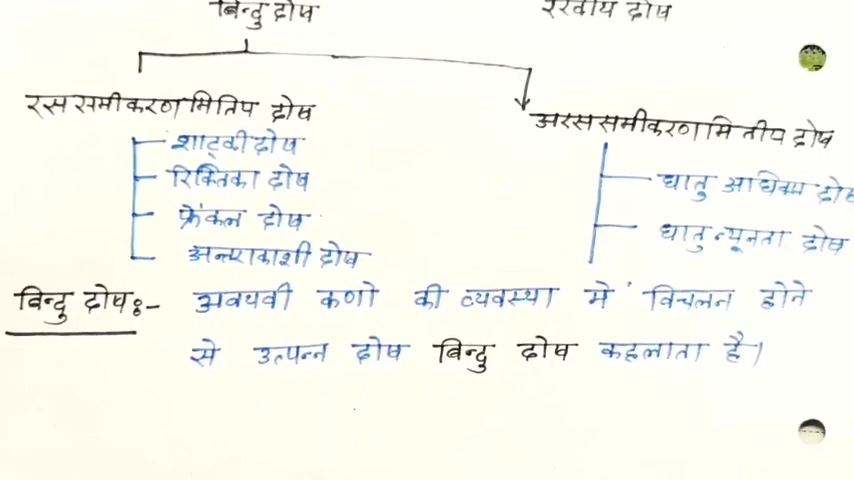 बिन्दु दोष
रेखीय दोष
रससमीकरणमितिय दोष
अरससमीकरणमितीय दोष
शाट्की दोष
रिक्तिका दोष
फ्रेंकल दोष
अन्तराकाशी दोष
धातु आधिक्य दोष
धातु न्यूनता दोष
बिन्दु दोष:- अवयवी कणो की व्यवस्था में विचलन होने
से उत्पन्न दोष बिन्दु दोष कहलाता है।